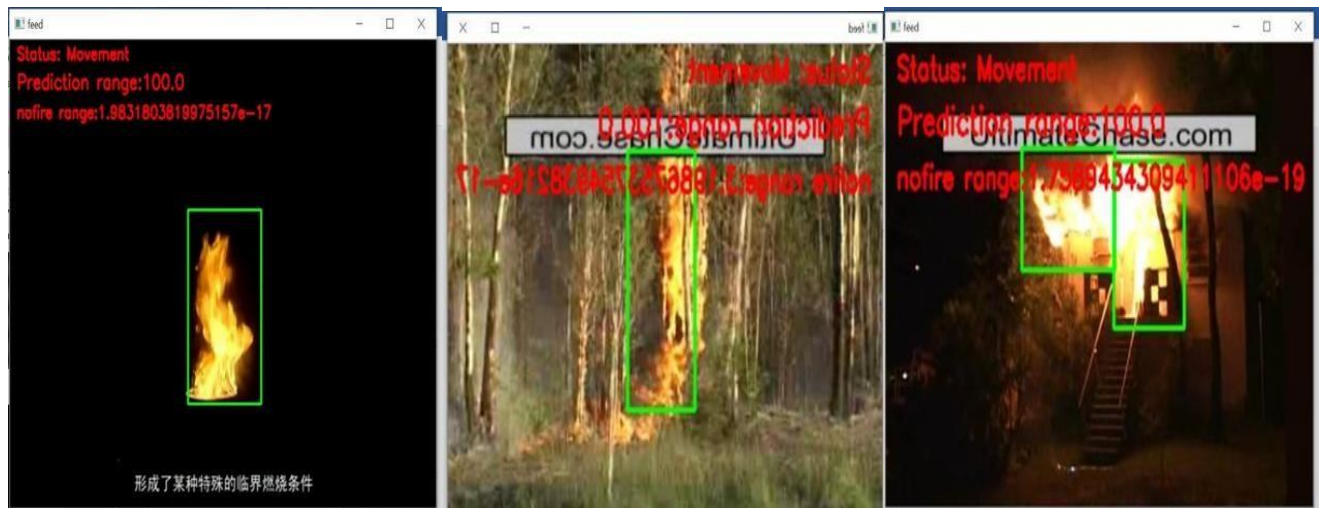 feed
Status: Movement
Prediction range:100.0
nofire range:1.9831803819975157e-17
形成了某种特殊的临界燃烧条件
feed
Status: Movement
Prediction range:100.0
UltimateChase.com
feed
Status: Movement
Prediction range:100.0
UltimateChase.com